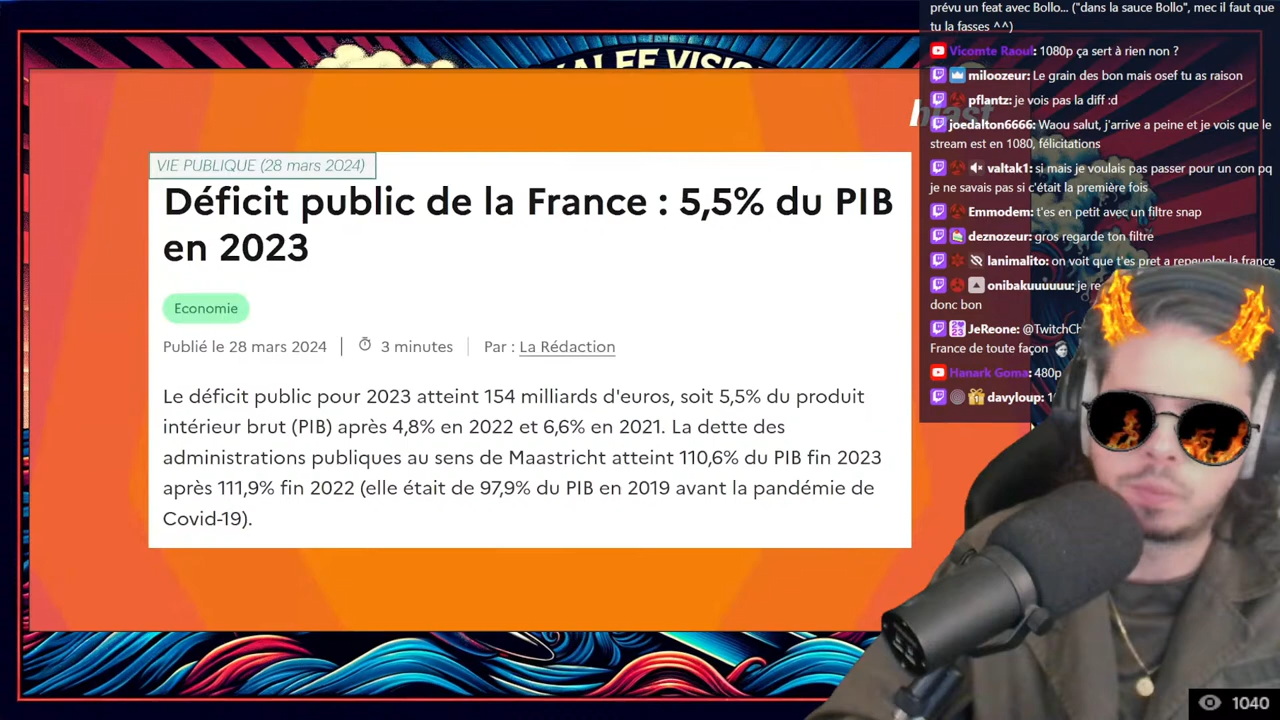 VIE PUBLIQUE (28 mars 2024)
Déficit public de la France : 5,5% du PIB
en 2023
Economie
Publié le 28 mars 2024 | 3 minutes | Par : La Rédaction
Le déficit public pour 2023 atteint 154 milliards d'euros, soit 5,5% du produit
intérieur brut (PIB) après 4,8% en 2022 et 6,6% en 2021. La dette des
administrations publiques au sens de Maastricht atteint 110,6% du PIB fin 2023
après 111,9% fin 2022 (elle était de 97,9% du PIB en 2019 avant la pandémie de
Covid-19).
blast
prévu un feat avec Bollo... ("dans la sauce Bollo", mec il faut que
tu la fasses ^^)
Vicomte Raoul: 1080p ça sert à rien non ?
miloozeur: Le grain des bon mais osef tu as raison
pflantz: je vois pas la diff :d
joedalton6666: Waou salut, j'arrive a peine et je vois que le
stream est en 1080, félicitations
valtak1: si mais je voulais pas passer pour un con pq
je ne savais pas si c'était la première fois
Emmodem: t'es en petit avec un filtre snap
deznozeur: gros regarde ton filtre
lanimalito: on voit que t'es pret a repeupler la france
onibakuuuuuu: je re
donc bon
JeReone: @TwitchCh
France de toute façon
Hanark Goma: 480p
davyloup:
1040